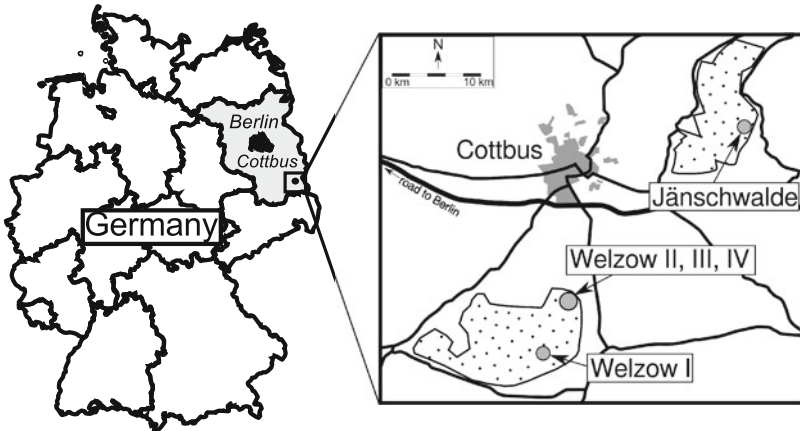 Berlin
Cottbus
Germany
N
0 km 10 km
Cottbus
road to Berlin
Jänschwalde
Welzow II, III, IV
Welzow I